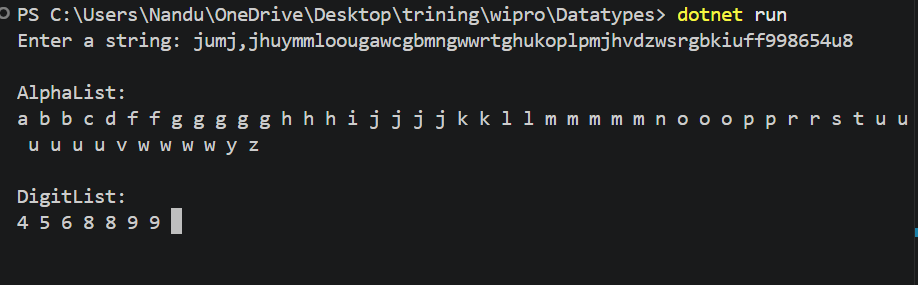 PS C:\Users\Nandu\OneDrive\Desktop\trining\wipro\Datatypes> dotnet run
Enter a string: jumj,jhuymmloougawcgbmngwwrtghukoplpmjhvdzwsrgbkiuff998654u8
AlphaList:
a b b c d f f g g g g g h h h i j j j j k k l l m m m m m n o o o p p r r s t u u
u u u u v w w w w y z
DigitList:
4 5 6 8 8 9 9